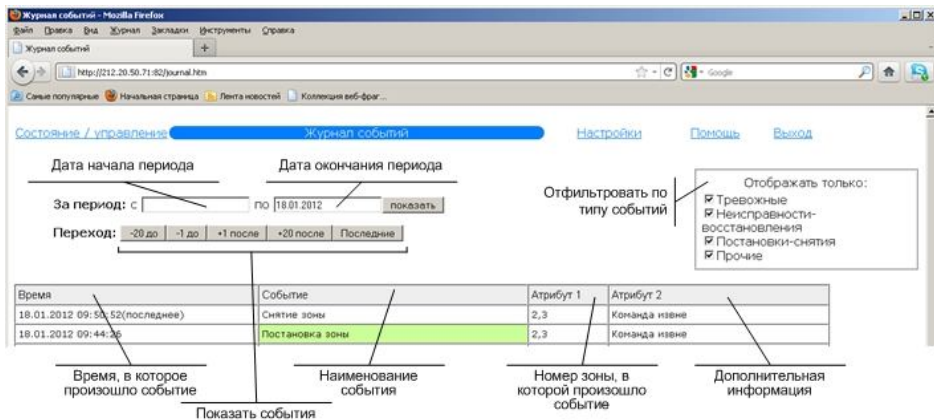 Журнал событий - Mozilla Firefox
Файл Правка Вид Журнал Закладки Инструменты Справка
Журнал событий +
http://212.20.50.71:82/journal.htm Google
Самые популярные Начальная страница Лента новостей Коллекция веб-фраг...
Состояние / управление Журнал событий Настройки Помощь Выход
Дата начала периода Дата окончания периода
За период: с по 18.01.2012 показать
Переход: -20 до -1 до +1 после +20 после Последние
Отфильтровать по
типу событий
Отображать только:
Тревожные
Неисправности-
восстановления
Постановки-снятия
Прочие
Время Событие Атрибут 1 Атрибут 2
18.01.2012 09:50:52(последнее) Снятие зоны 2,3 Команда извне
18.01.2012 09:44:26 Постановка зоны 2,3 Команда извне
Время, в которое
произошло событие
Наименование
события
Номер зоны, в
которой произошло
событие
Дополнительная
информация
Показать события